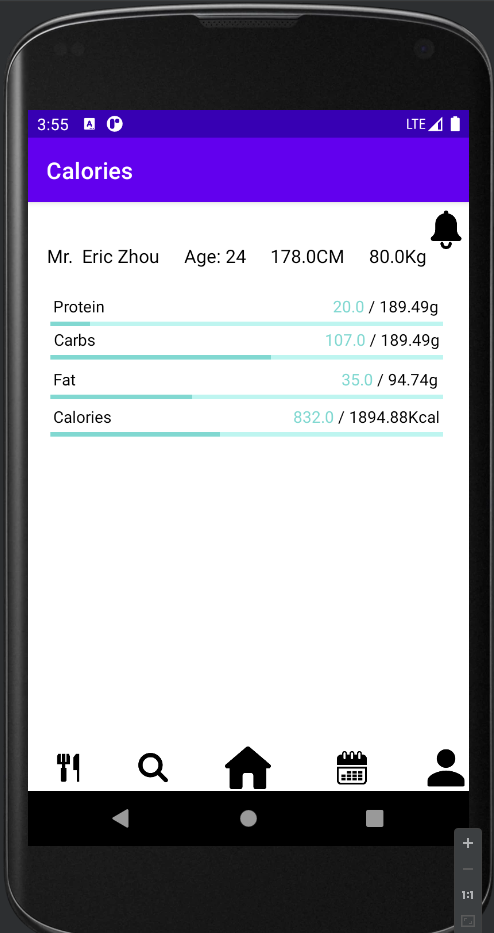 3:55 A LTE
Calories
Mr. Eric Zhou Age: 24 178.0CM 80.0Kg
Protein 20.0 / 189.49g
Carbs 107.0 / 189.49g
Fat 35.0 / 94.74g
Calories 832.0 / 1894.88Kcal
1:1